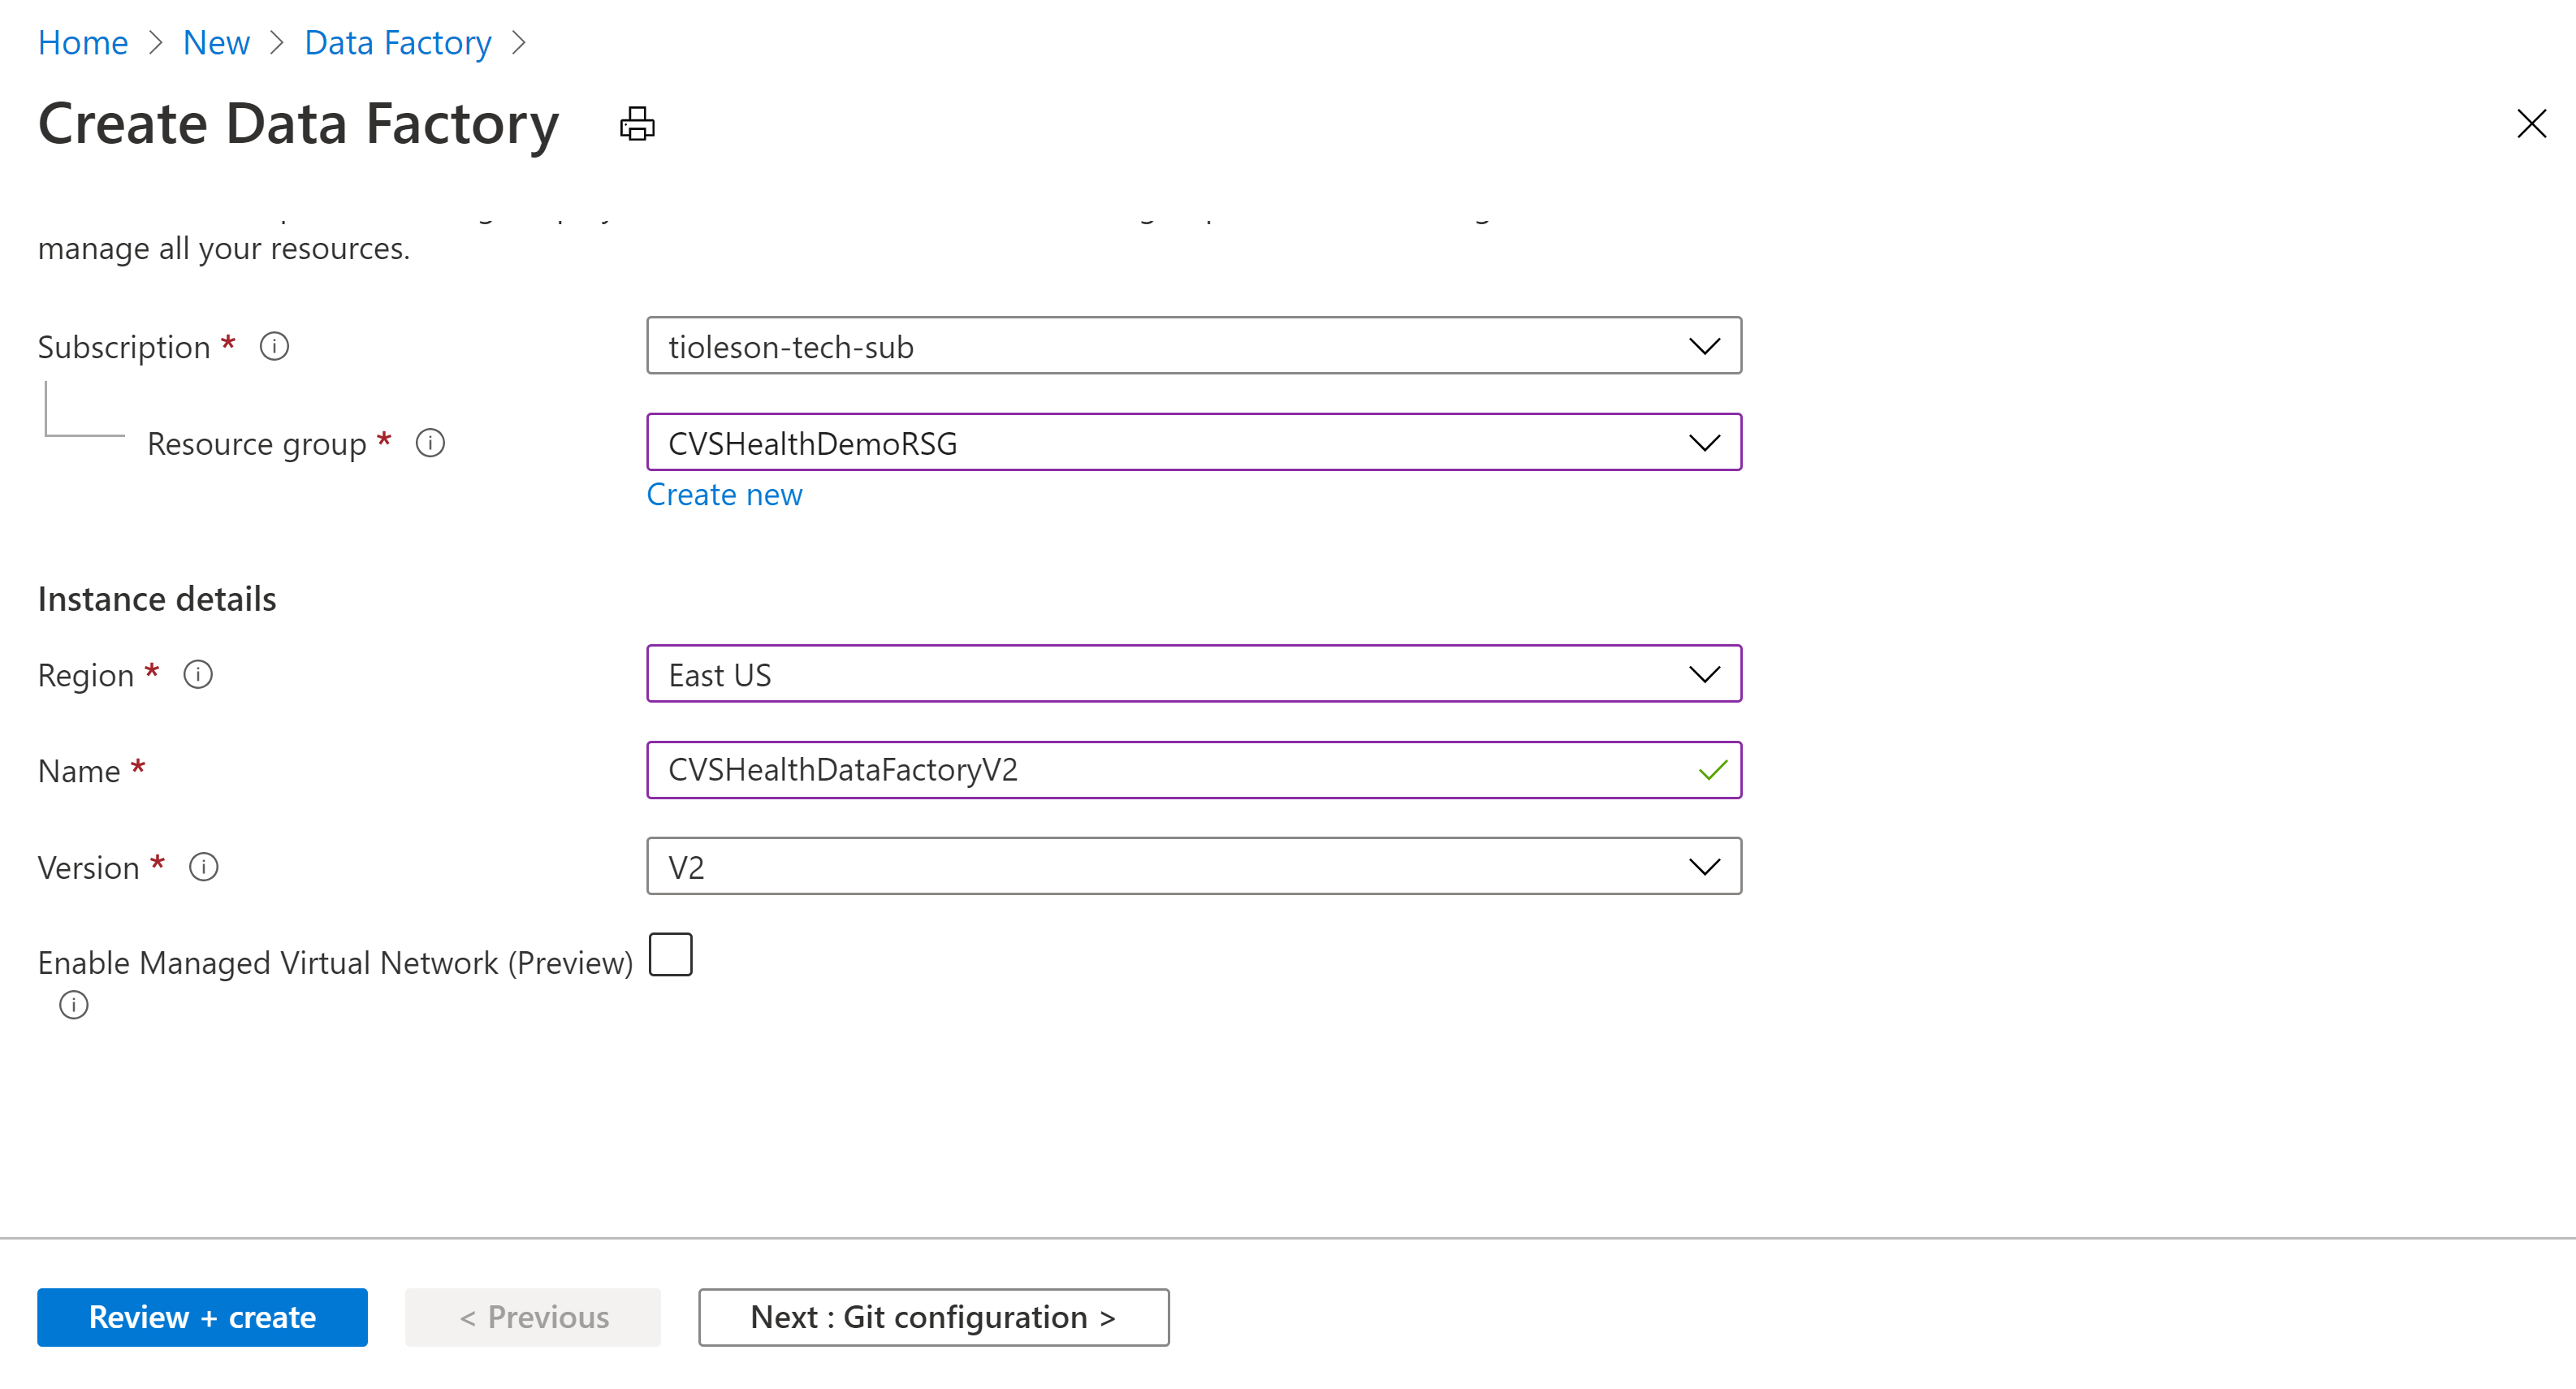 Home > New > Data Factory >
Create Data Factory
manage all your resources.
Subscription *
tioleson-tech-sub
Resource group *
CVSHealthDemoRSG
Create new
Instance details
Region *
East US
Name *
CVSHealthDataFactoryV2
Version *
V2
Enable Managed Virtual Network (Preview)
Review + create
< Previous
Next : Git configuration >